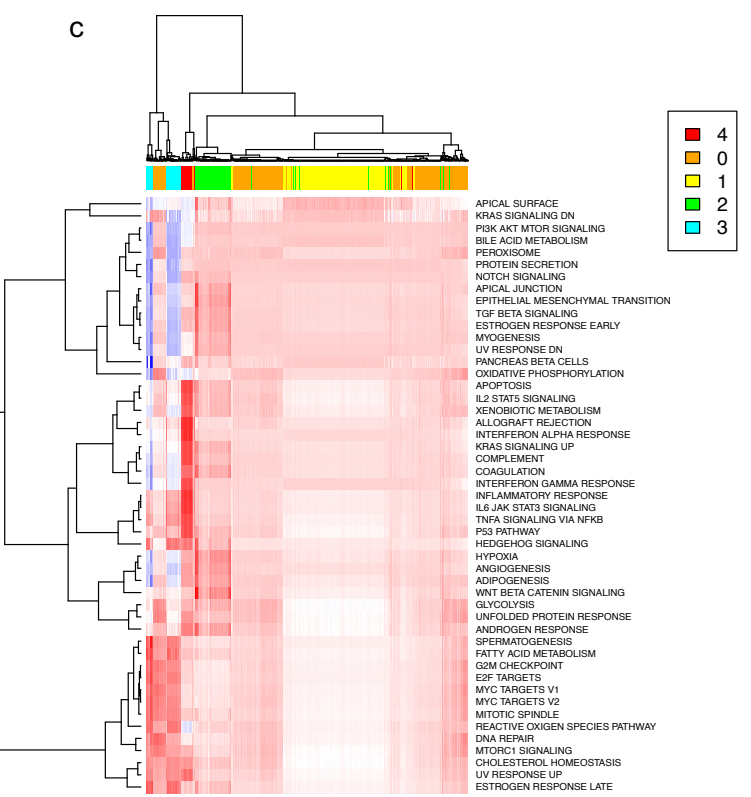 C
4
0
1
2
3
APICAL SURFACE
KRAS SIGNALING DN
PI3K AKT MTOR SIGNALING
BILE ACID METABOLISM
PEROXISOME
PROTEIN SECRETION
NOTCH SIGNALING
APICAL JUNCTION
EPITHELIAL MESENCHYMAL TRANSITION
TGF BETA SIGNALING
ESTROGEN RESPONSE EARLY
MYOGENESIS
UV RESPONSE DN
PANCREAS BETA CELLS
OXIDATIVE PHOSPHORYLATION
APOPTOSIS
IL2 STAT5 SIGNALING
XENOBIOTIC METABOLISM
ALLOGRAFT REJECTION
INTERFERON ALPHA RESPONSE
KRAS SIGNALING UP
COMPLEMENT
COAGULATION
INTERFERON GAMMA RESPONSE
INFLAMMATORY RESPONSE
IL6 JAK STAT3 SIGNALING
TNFA SIGNALING VIA NFKB
P53 PATHWAY
HEDGEHOG SIGNALING
HYPOXIA
ANGIOGENESIS
ADIPOGENESIS
WNT BETA CATENIN SIGNALING
GLYCOLYSIS
UNFOLDED PROTEIN RESPONSE
ANDROGEN RESPONSE
SPERMATOGENESIS
FATTY ACID METABOLISM
G2M CHECKPOINT
E2F TARGETS
MYC TARGETS V1
MYC TARGETS V2
MITOTIC SPINDLE
REACTIVE OXIGEN SPECIES PATHWAY
DNA REPAIR
MTORC1 SIGNALING
CHOLESTEROL HOMEOSTASIS
UV RESPONSE UP
ESTROGEN RESPONSE LATE